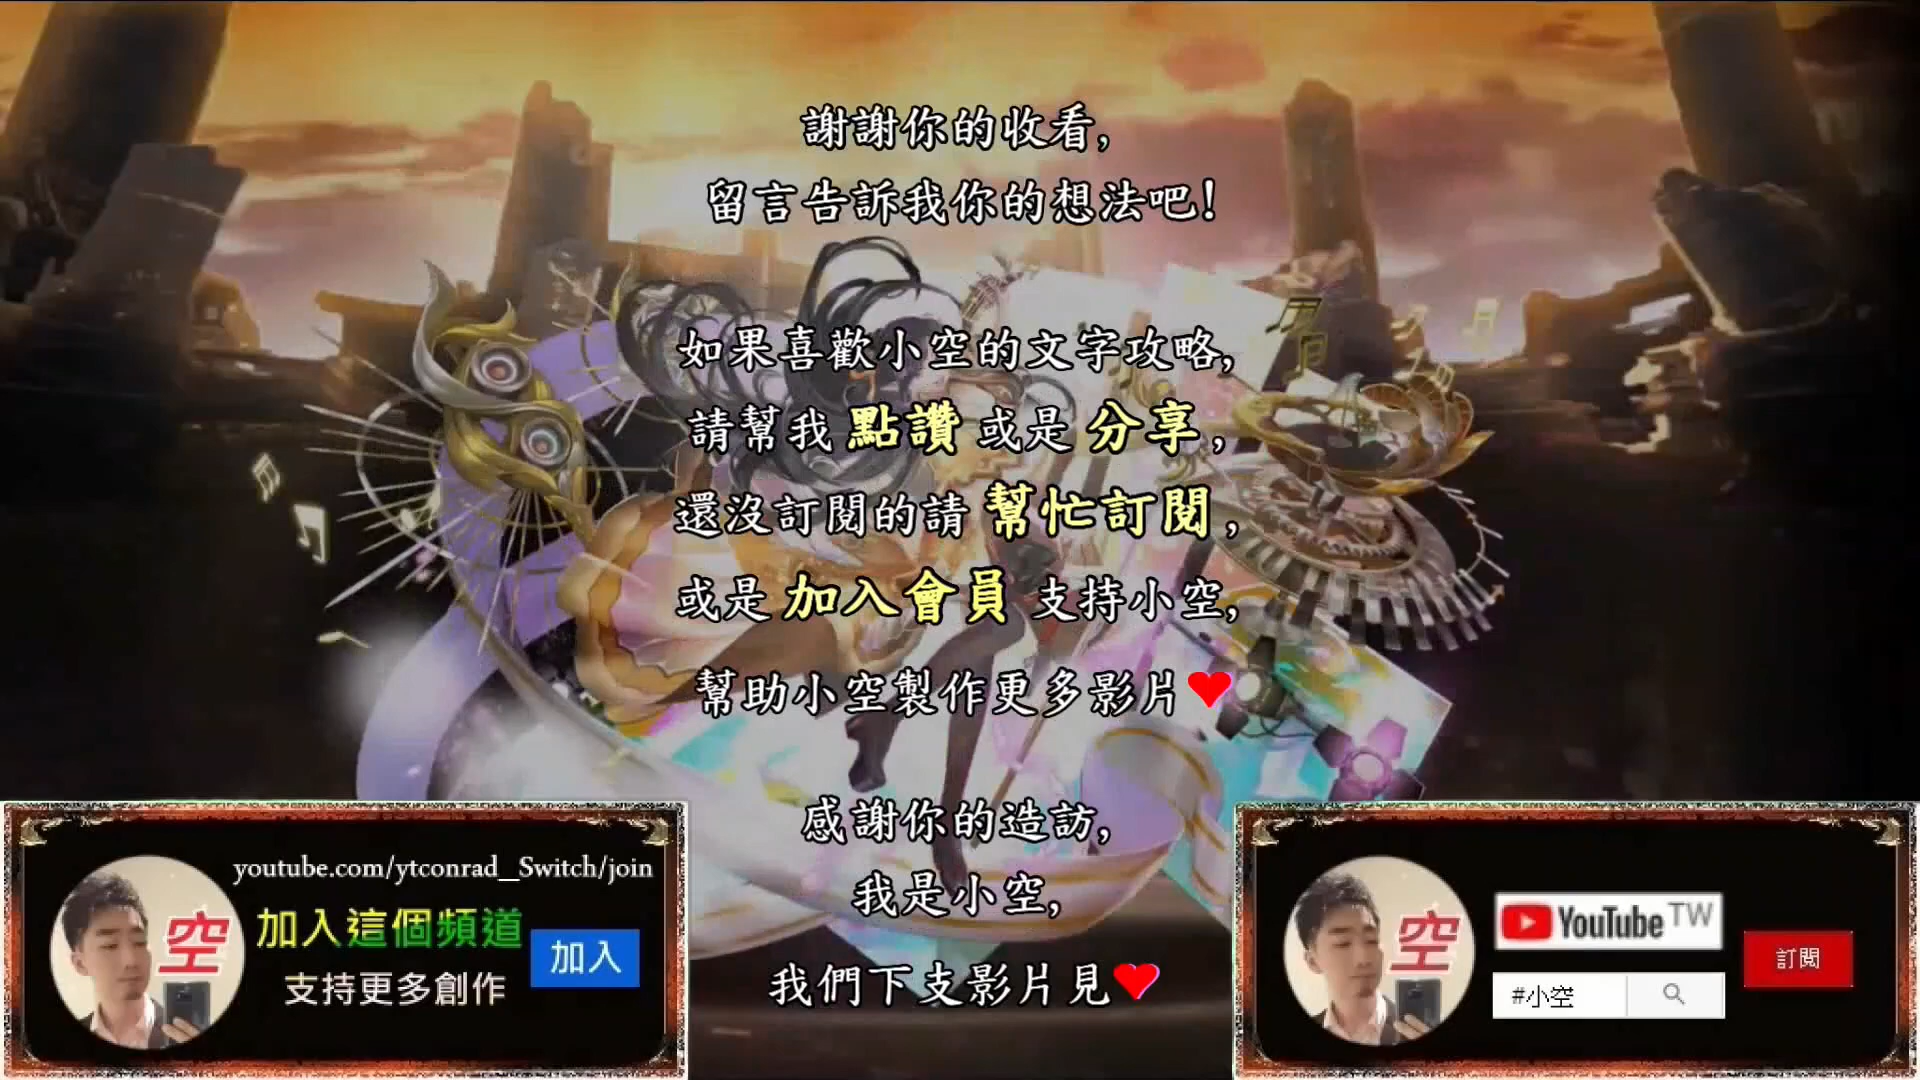 謝謝你的收看,
留言告訴我你的想法吧!
如果喜歡小空的文字攻略,
請幫我 點讚 或是 分享,
還沒訂閱的請 幫忙訂閱,
或是 加入會員 支持小空,
幫助小空製作更多影片❤
感謝你的造訪,
我是小空,
我們下支影片見❤
youtube.com/ytconrad_Switch/join
空
加入這個頻道
支持更多創作
加入
空
YouTube TW
#小空
訂閱